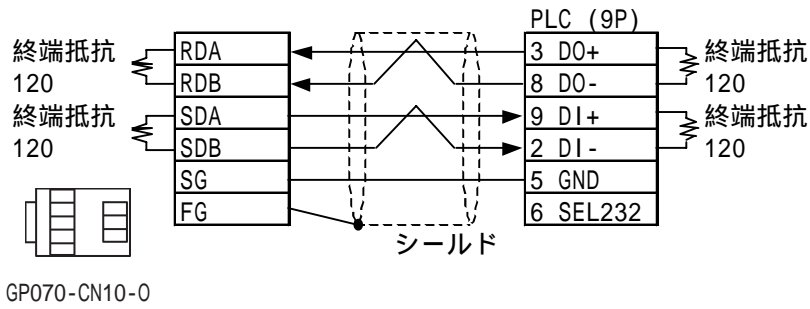 PLC (9P)
終端抵抗
120
RDA
3 DO+
終端抵抗
120
RDB
8 DO-
終端抵抗
120
SDA
9 DI+
終端抵抗
120
SDB
2 DI-
SG
5 GND
FG
6 SEL232
シールド
GP070-CN10-O